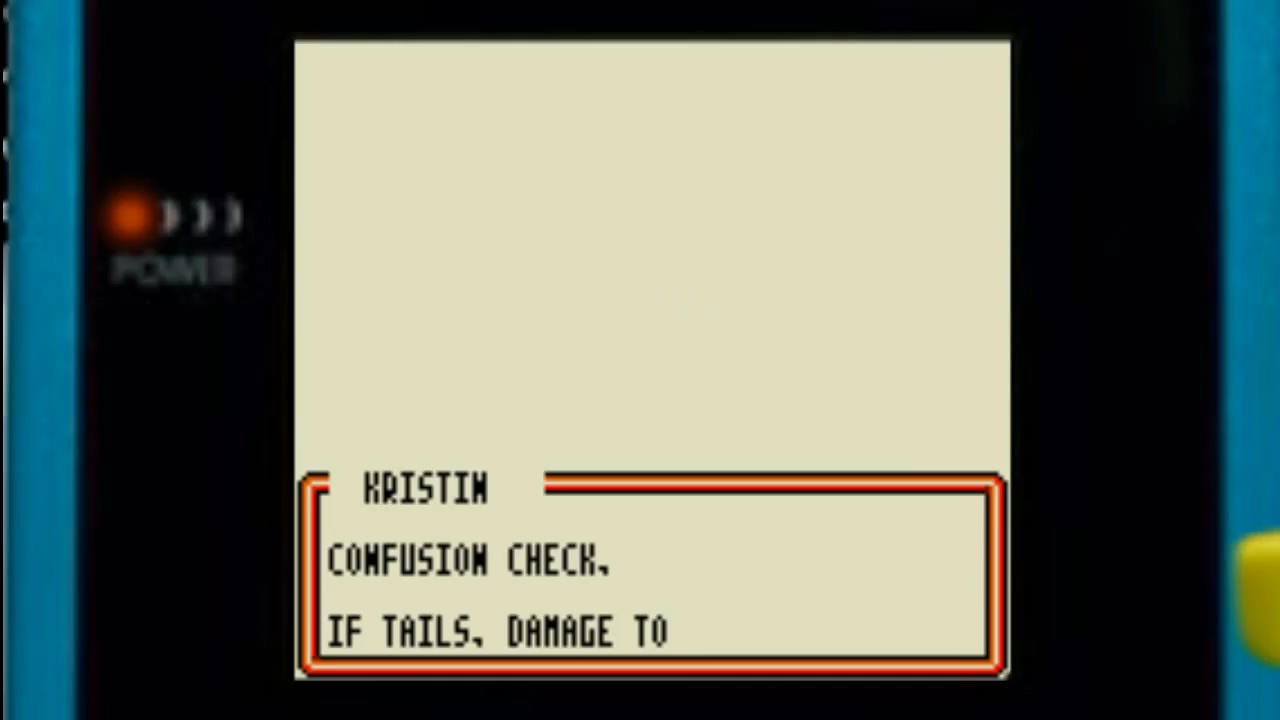 POWER
KRISTIN
CONFUSION CHECK,
IF TAILS, DAMAGE TO